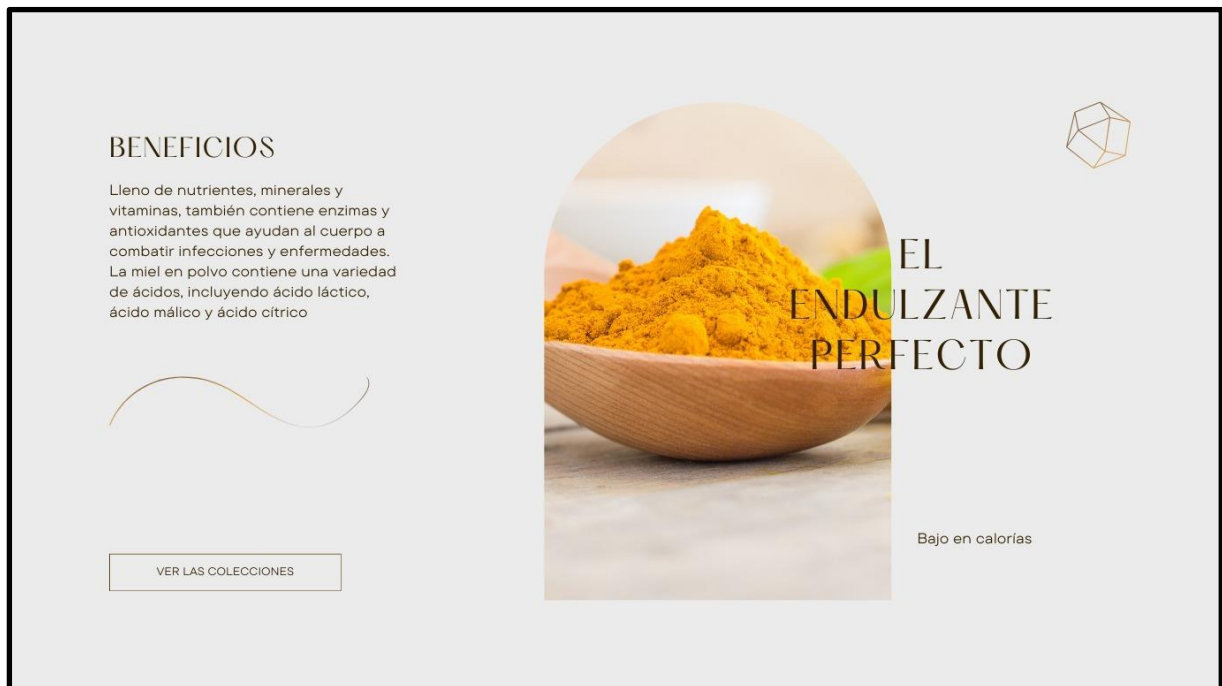 BENEFICIOS
Lleno de nutrientes, minerales y
vitaminas, también contiene enzimas y
antioxidantes que ayudan al cuerpo a
combatir infecciones y enfermedades.
La miel en polvo contiene una variedad
de ácidos, incluyendo ácido láctico,
ácido málico y ácido cítrico
VER LAS COLECCIONES
EL
ENDULZANTE
PERFECTO
Bajo en calorías